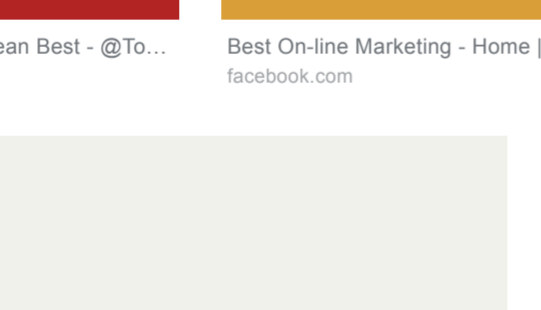 ean Best - @To...
Best On-line Marketing - Home |
facebook.com